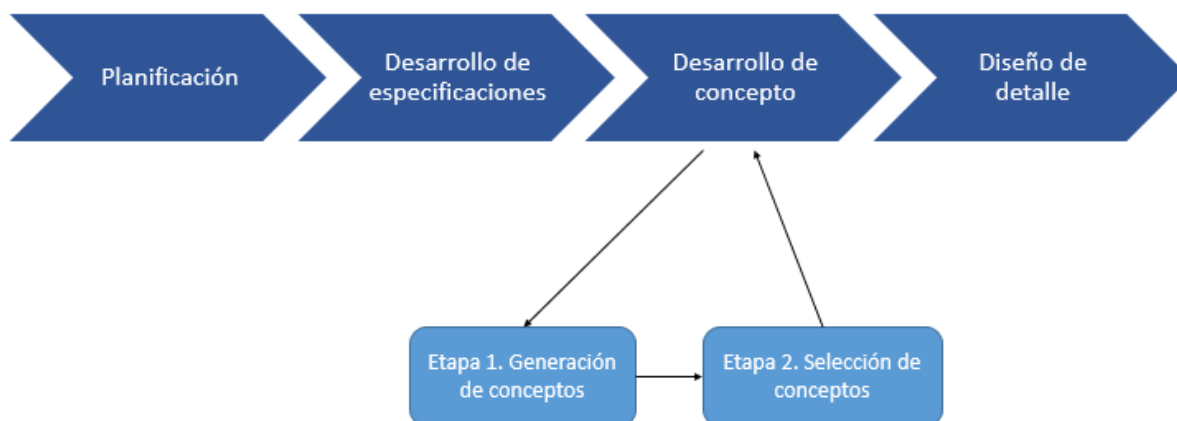 Planificación
Desarrollo de
especificaciones
Desarrollo de
concepto
Diseño de
detalle
Etapa 1. Generación
de conceptos
Etapa 2. Selección de
conceptos